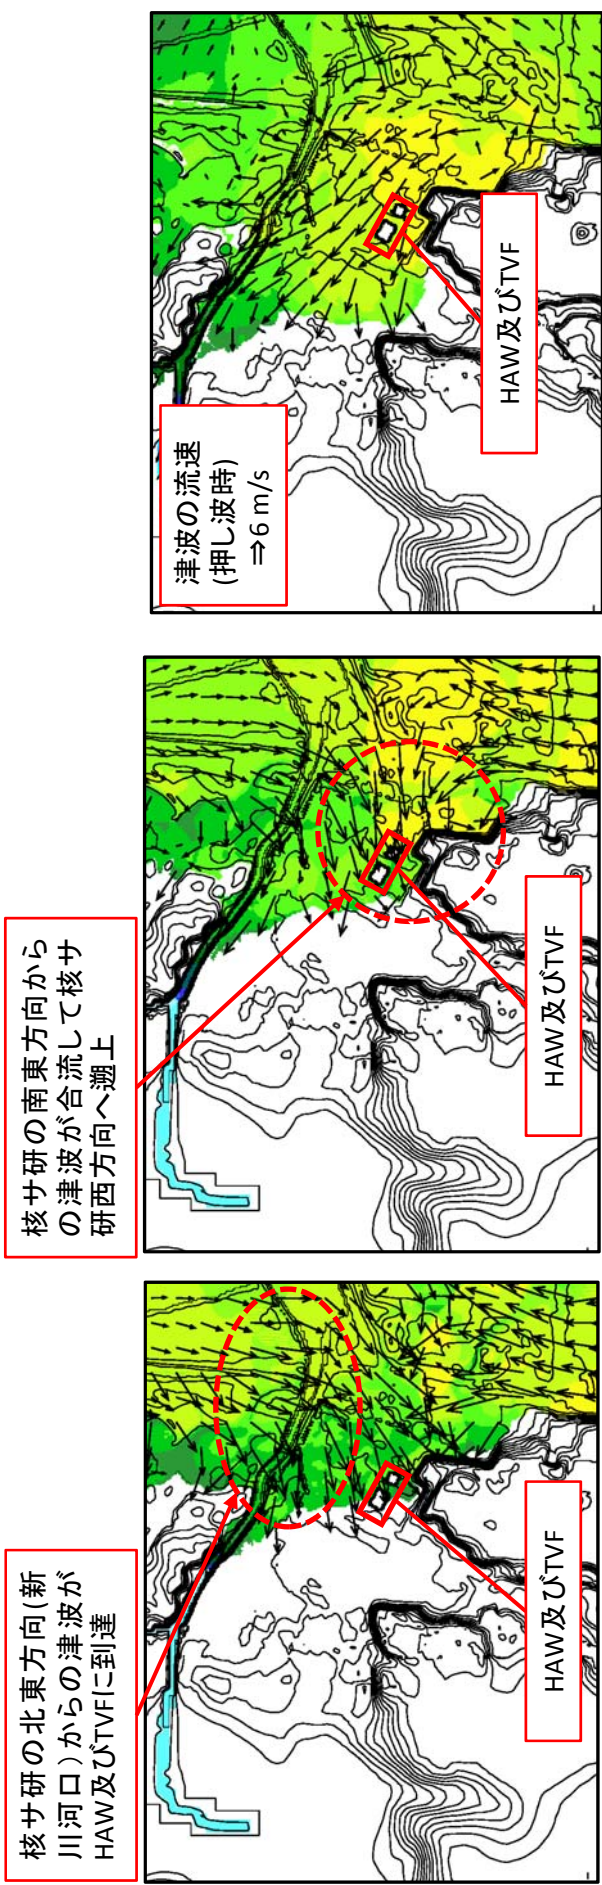 核サ研の北東方向(新
川河口)からの津波が
HAW及びTVFに到達
HAW及びTVF
核サ研の南東方向から
の津波が合流して核サ
研西方向へ遡上
HAW及びTVF
津波の流速
(押し波時)
⇒6 m/s
HAW及びTVF